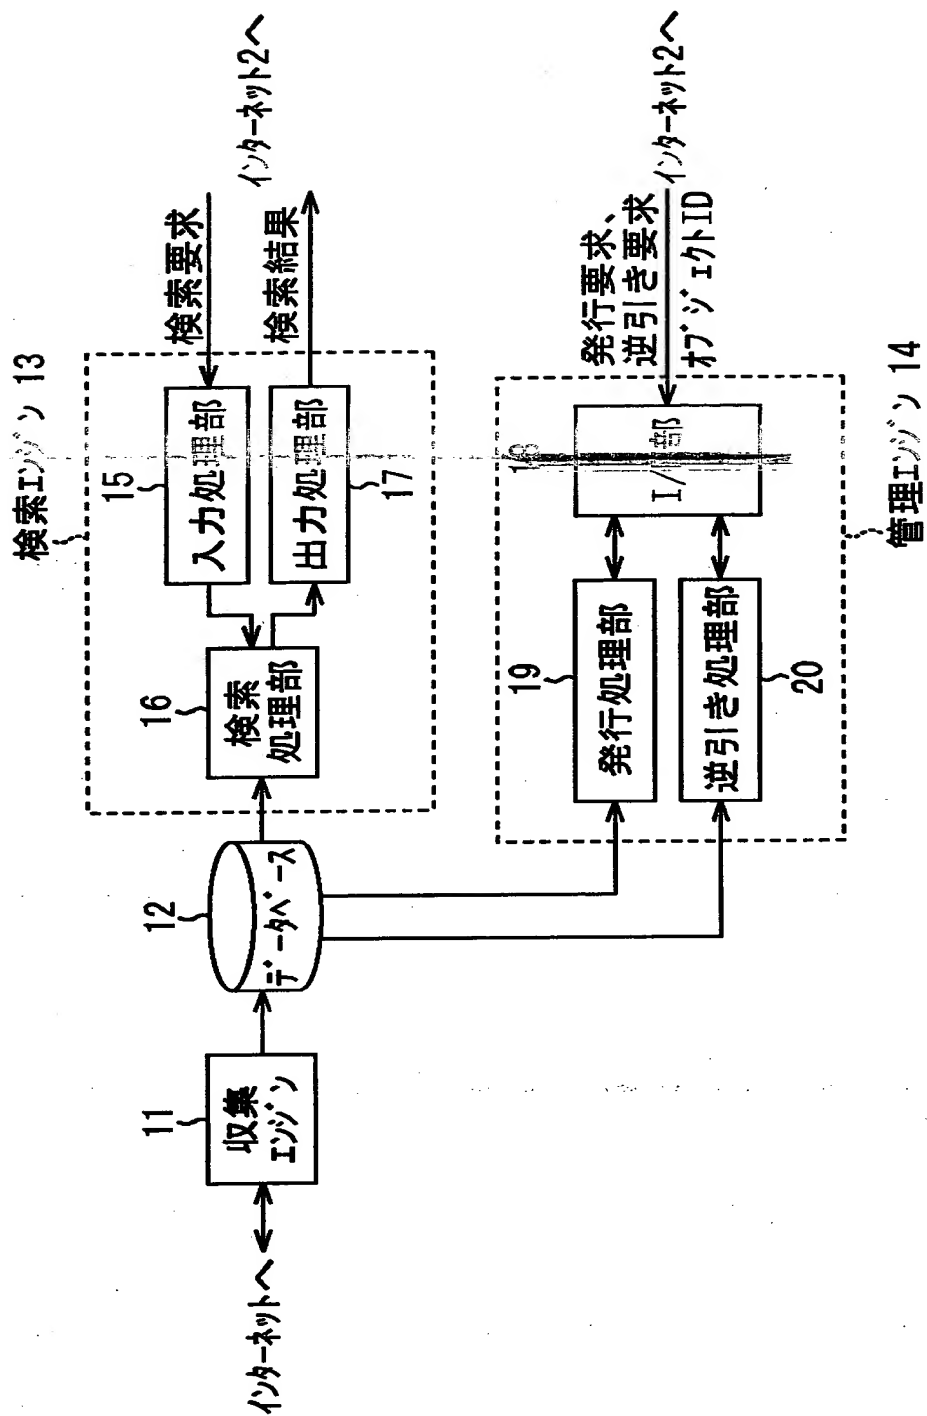 検索エンジン 13
検索要求
インターネット2へ
検索結果
15
入力処理部
出力処理部
17
16
検索
処理部
12
データベース
11
収集
エンジン
インターネットへ
発行要求、
逆引き要求
オブジェクトID
インターネット2へ
19
発行処理部
逆引き処理部
20
管理エンジン 14